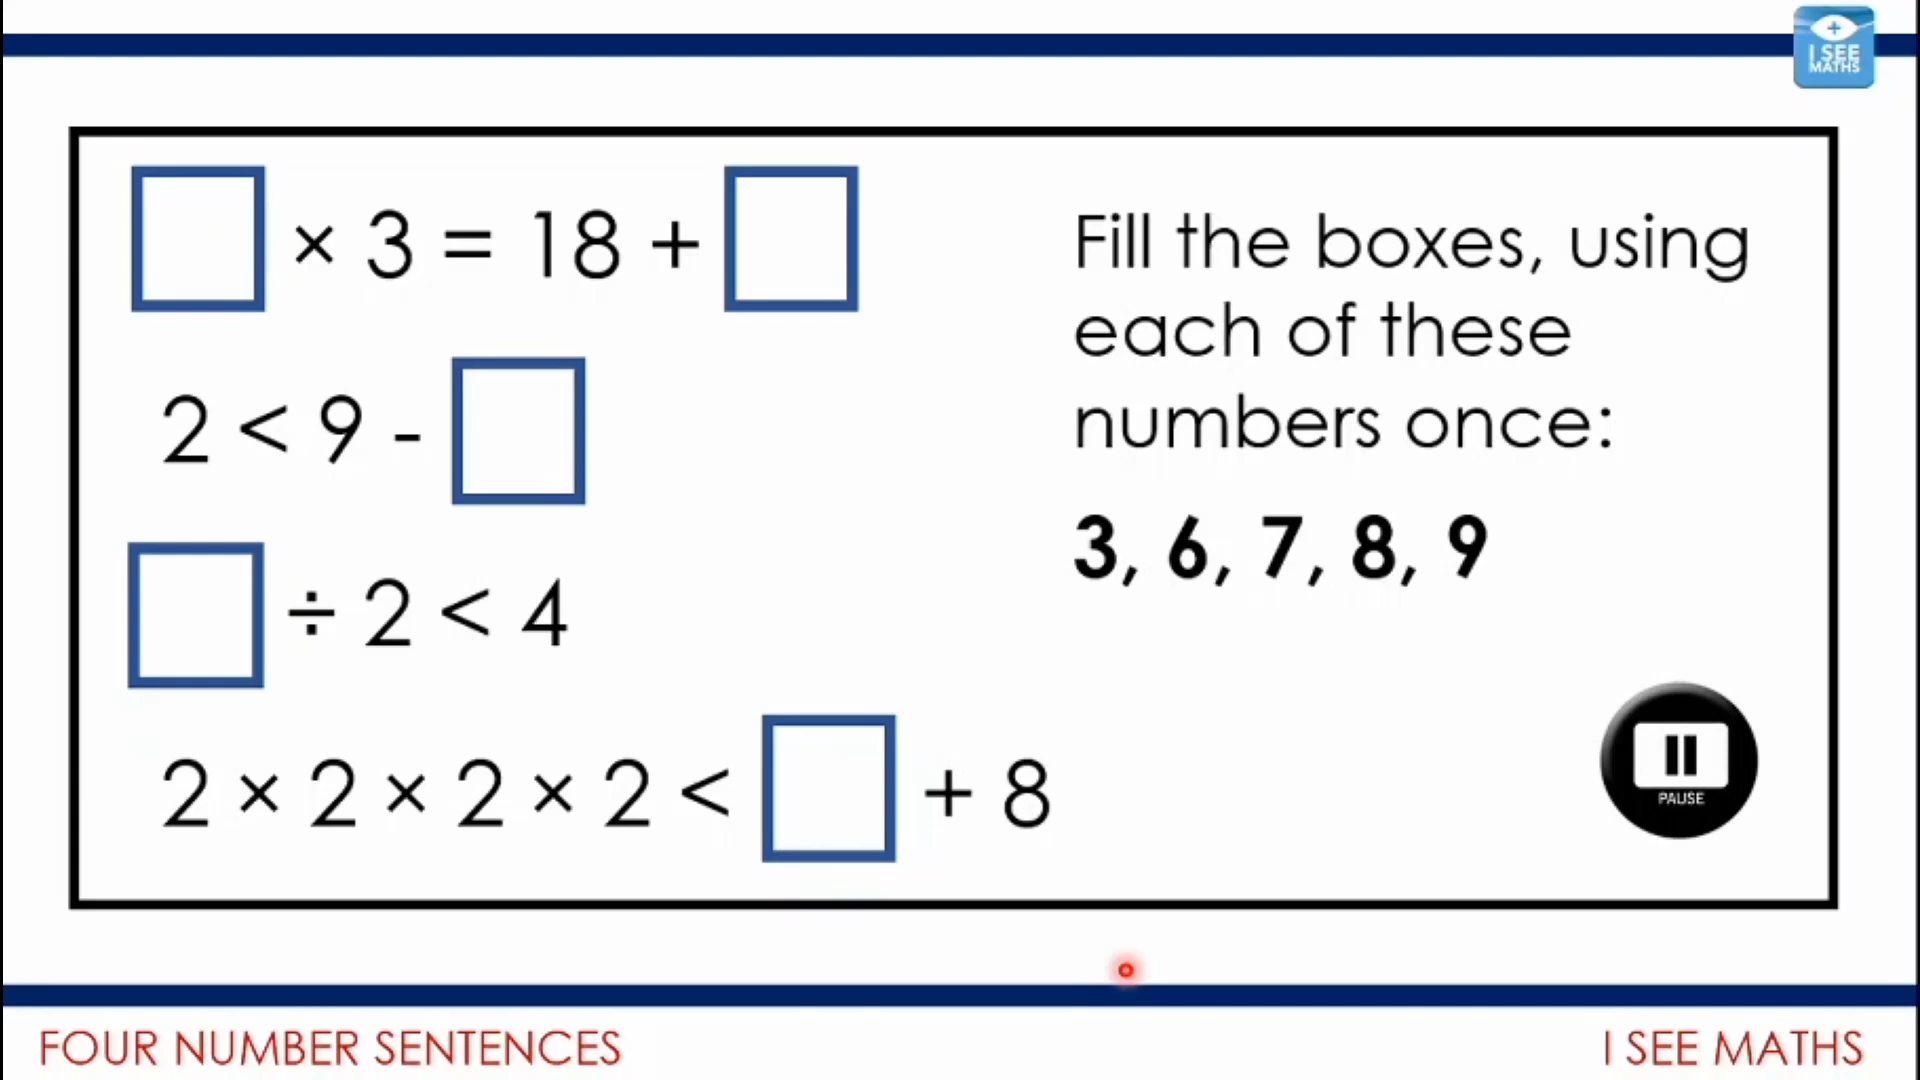 I SEE
MATHS
× 3 = 18 +
2 < 9 -
÷ 2 < 4
2 × 2 × 2 × 2 < + 8
Fill the boxes, using
each of these
numbers once:
3, 6, 7, 8, 9
PAUSE
FOUR NUMBER SENTENCES
I SEE MATHS